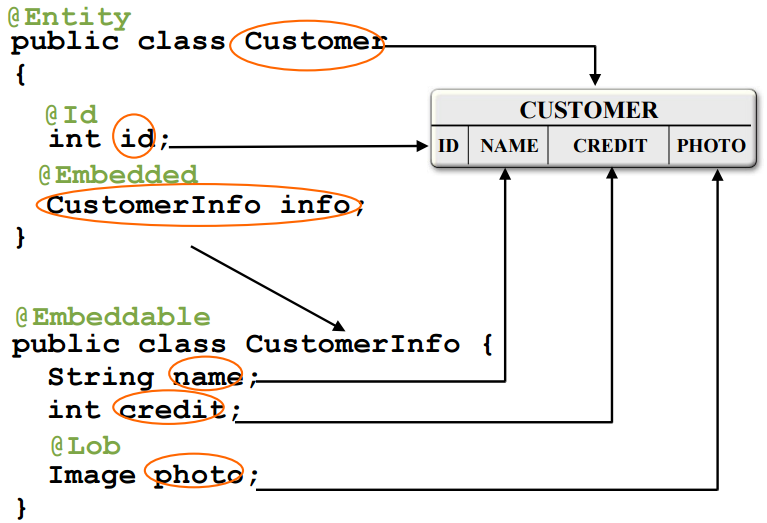 @Entity
public class Customer
{
@Id
int id;
@Embedded
CustomerInfo info;
}
CUSTOMER
ID NAME CREDIT PHOTO
@Embeddable
public class CustomerInfo {
String name;
int credit;
@Lob
Image photo;
}